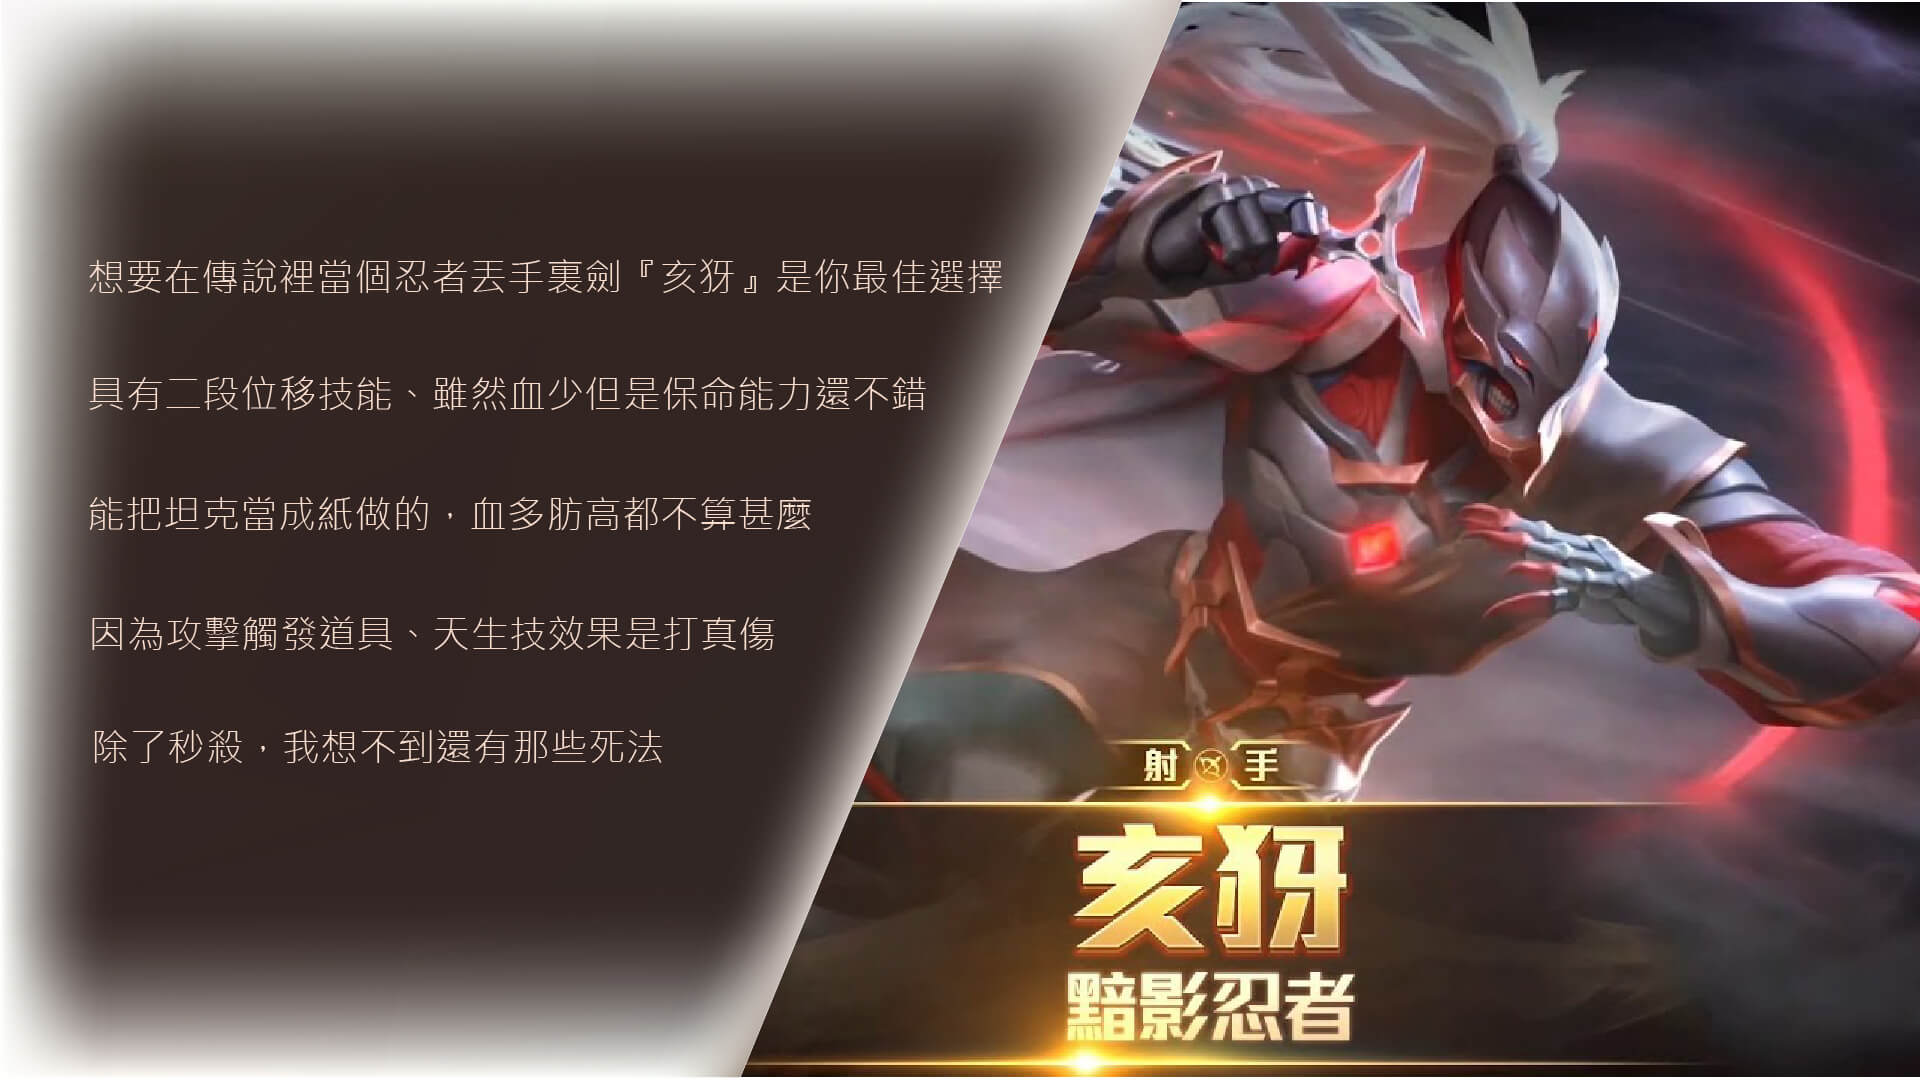 想要在傳說裡當個忍者丟手裏劍『亥犽』是你最佳選擇
具有二段位移技能、雖然血少但是保命能力還不錯
能把坦克當成紙做的，血多肪高都不算甚麼
因為攻擊觸發道具、天生技效果是打真傷
除了秒殺，我想不到還有那些死法
射手
亥犽
黯影忍者